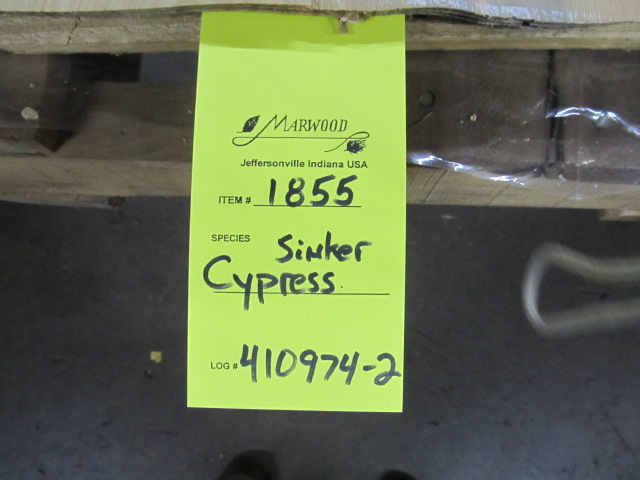 MARWOOD
Jeffersonville Indiana USA
ITEM # 1855
SPECIES Sinker
Cypress
LOG # 410974-2